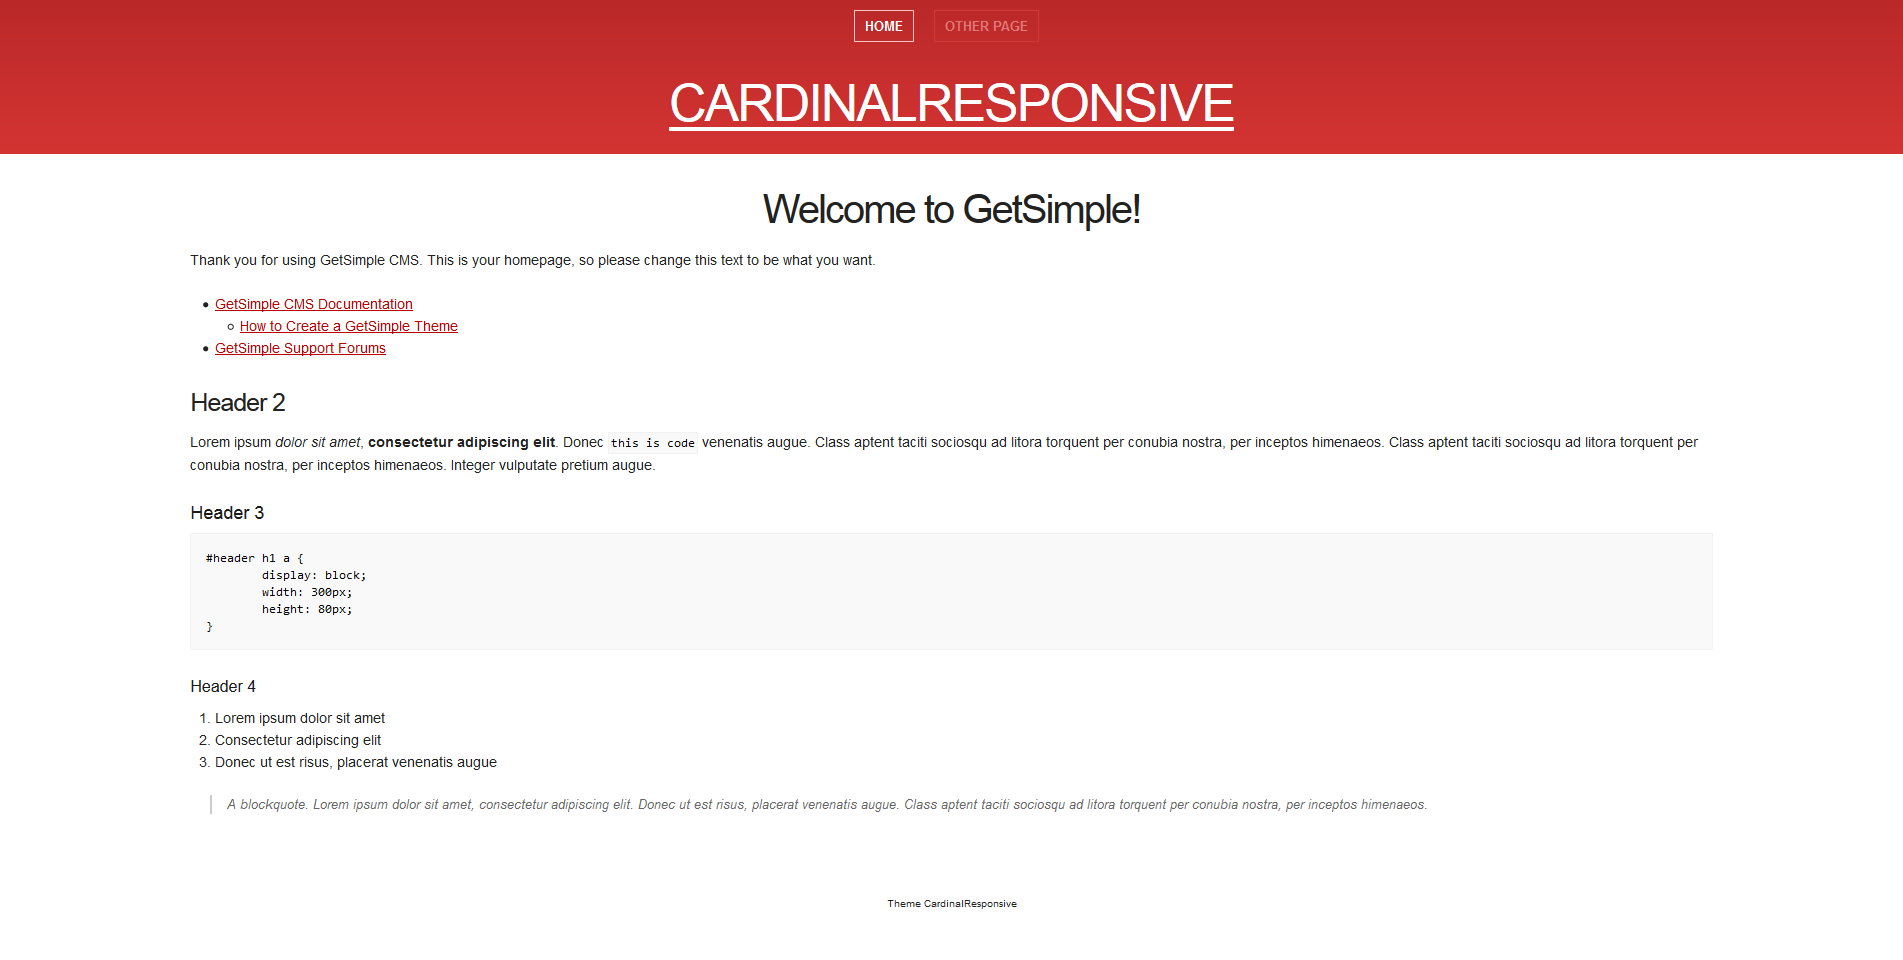 HOME OTHER PAGE
CARDINALRESPONSIVE
Welcome to GetSimple!
Thank you for using GetSimple CMS. This is your homepage, so please change this text to be what you want.
GetSimple CMS Documentation
How to Create a GetSimple Theme
GetSimple Support Forums
Header 2
Lorem ipsum dolor sit amet, consectetur adipiscing elit. Donec this is code venenatis augue. Class aptent taciti sociosqu ad litora torquent per conubia nostra, per inceptos himenaeos. Class aptent taciti sociosqu ad litora torquent per
conubia nostra, per inceptos himenaeos. Integer vulputate pretium augue.
Header 3
#header h1 a {
        display: block;
        width: 300px;
        height: 80px;
}
Header 4
1. Lorem ipsum dolor sit amet
2. Consectetur adipiscing elit
3. Donec ut est risus, placerat venenatis augue
A blockquote. Lorem ipsum dolor sit amet, consectetur adipiscing elit. Donec ut est risus, placerat venenatis augue. Class aptent taciti sociosqu ad litora torquent per conubia nostra, per inceptos himenaeos.
Theme CardinalResponsive